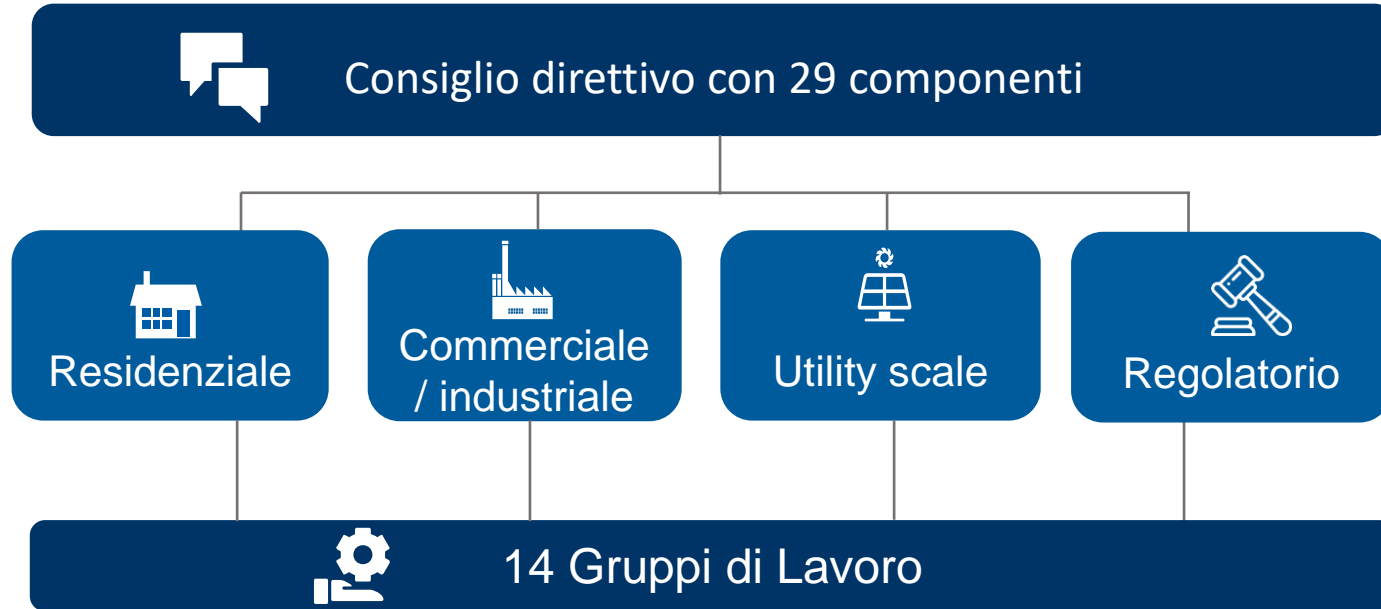 Consiglio direttivo con 29 componenti
Residenziale
Commerciale
/ industriale
Utility scale
Regolatorio
14 Gruppi di Lavoro